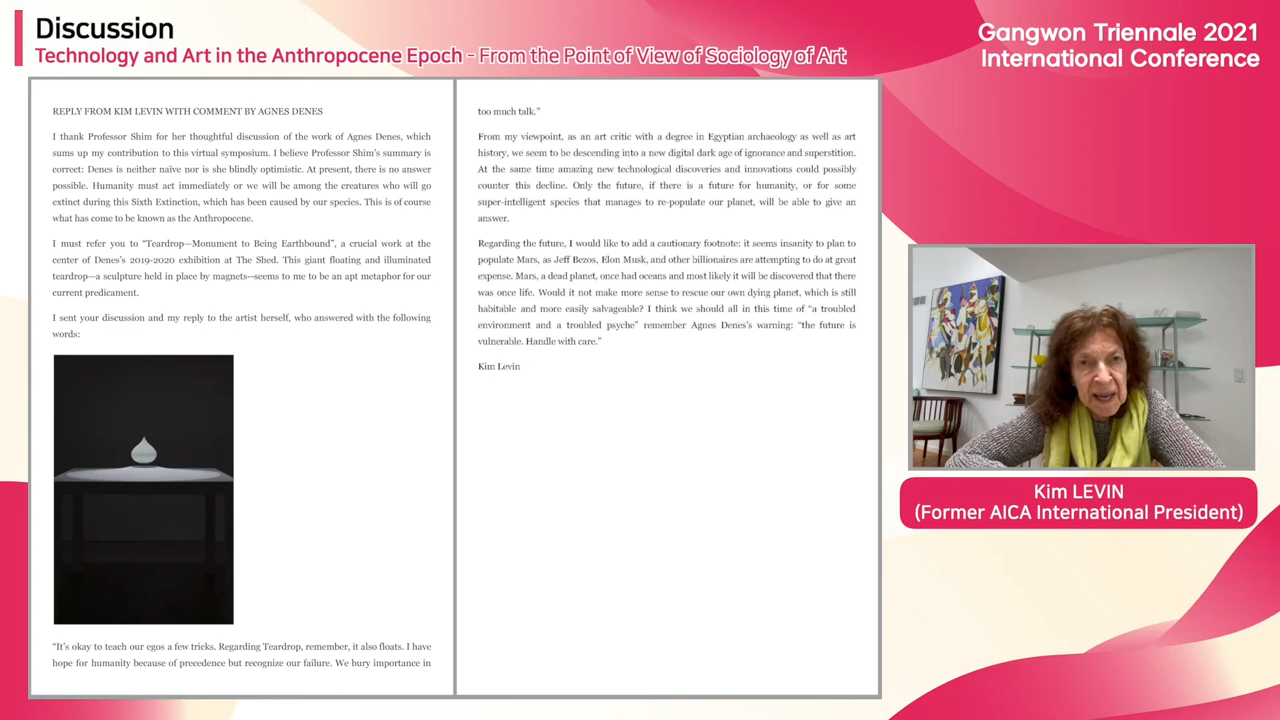 Discussion
Technology and Art in the Anthropocene Epoch - From the Point of View of Sociology of Art
Gangwon Triennale 2021
International Conference
REPLY FROM KIM LEVIN WITH COMMENT BY AGNES DENES
I thank Professor Shim for her thoughtful discussion of the work of Agnes Denes, which
sums up my contribution to this virtual symposium. I believe Professor Shim's summary is
correct: Denes is neither naïve nor is she blindly optimistic. At present, there is no answer
possible. Humanity must act immediately or we will be among the creatures who will go
extinct during this Sixth Extinction, which has been caused by our species. This is of course
what has come to be known as the Anthropocene.
I must refer you to “Teardrop—Monument to Being Earthbound”, a crucial work at the
center of Denes's 2019-2020 exhibition at The Shed. This giant floating and illuminated
teardrop—a sculpture held in place by magnets--seems to me to be an apt metaphor for our
current predicament.
I sent your discussion and my reply to the artist herself, who answered with the following
words:
“It's okay to teach our egos a few tricks. Regarding Teardrop, remember, it also floats. I have
hope for humanity because of precedence but recognize our failure. We bury importance in
too much talk.”
From my viewpoint, as an art critic with a degree in Egyptian archaeology as well as art
history, we seem to be descending into a new digital dark age of ignorance and superstition.
At the same time amazing new technological discoveries and innovations could possibly
counter this decline. Only the future, if there is a future for humanity, or for some
super-intelligent species that manages to re-populate our planet, will be able to give an
answer.
Regarding the future, I would like to add a cautionary footnote: it seems insanity to plan to
populate Mars, as Jeff Bezos, Elon Musk, and other billionaires are attempting to do at great
expense. Mars, a dead planet, once had oceans and most likely it will be discovered that there
was once life. Would it not make more sense to rescue our own dying planet, which is still
habitable and more easily salvageable? I think we should all in this time of “a troubled
environment and a troubled psyche” remember Agnes Denes's warning: “the future is
vulnerable. Handle with care.”
Kim Levin
Kim LEVIN
(Former AICA International President)